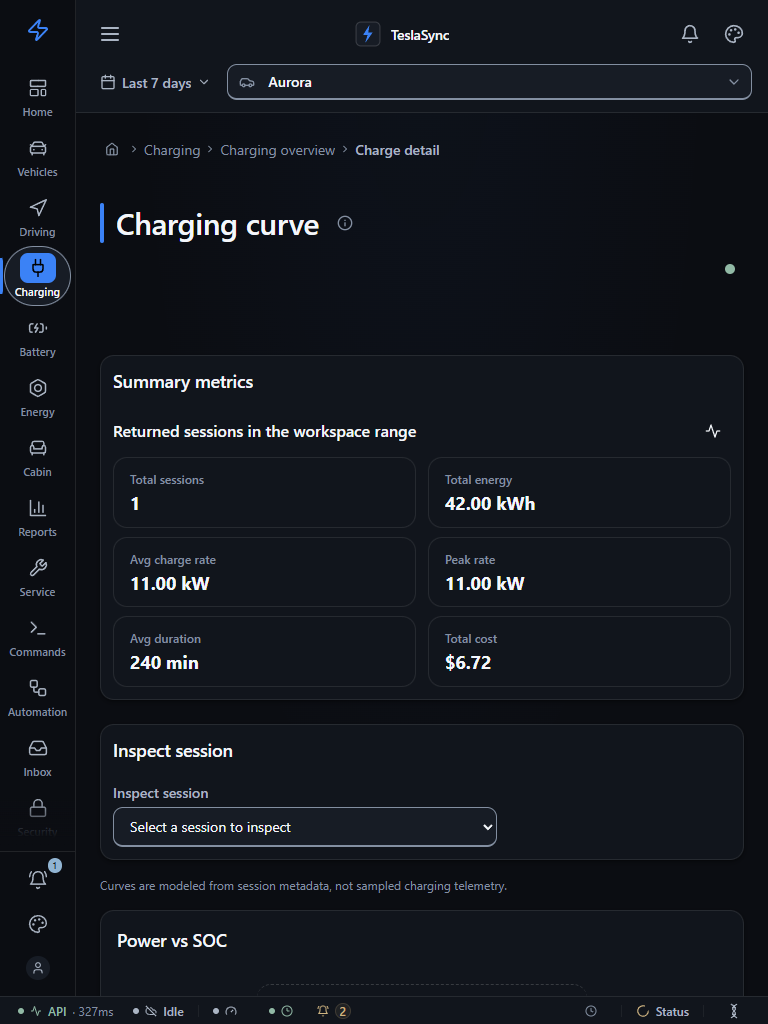 TeslaSync
Last 7 days
Aurora
Home
Vehicles
Driving
Charging
Battery
Energy
Cabin
Reports
Service
Commands
Automation
Inbox
Security
1
Charging > Charging overview > Charge detail
Charging curve
Summary metrics
Returned sessions in the workspace range
Total sessions
1
Total energy
42.00 kWh
Avg charge rate
11.00 kW
Peak rate
11.00 kW
Avg duration
240 min
Total cost
$6.72
Inspect session
Inspect session
Select a session to inspect
Curves are modeled from session metadata, not sampled charging telemetry.
Power vs SOC
API · 327ms
Idle
2
Status